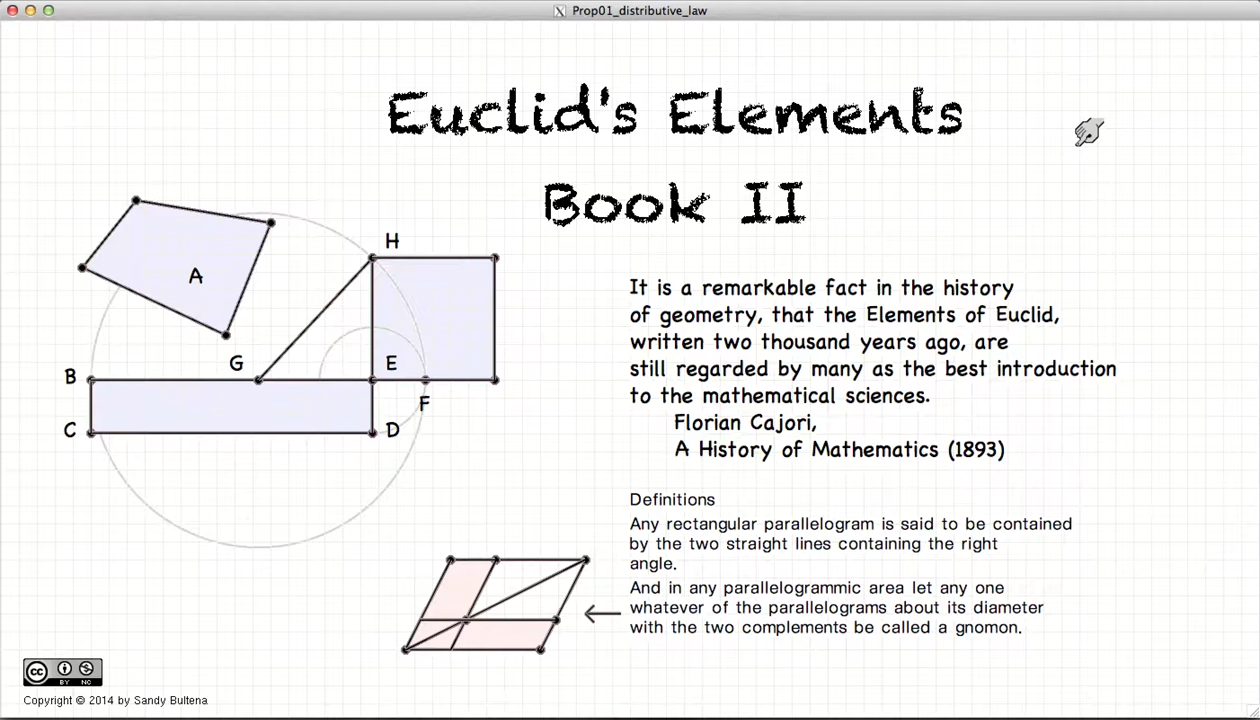 Prop01_distributive_law
Euclid's Elements
Book II
H
A
G
E
B
F
C
D
It is a remarkable fact in the history
of geometry, that the Elements of Euclid,
written two thousand years ago, are
still regarded by many as the best introduction
to the mathematical sciences.
Florian Cajori,
A History of Mathematics (1893)
Definitions
Any rectangular parallelogram is said to be contained
by the two straight lines containing the right
angle.
And in any parallelogrammic area let any one
whatever of the parallelograms about its diameter
with the two complements be called a gnomon.
cc
BY NC
Copyright © 2014 by Sandy Bultena